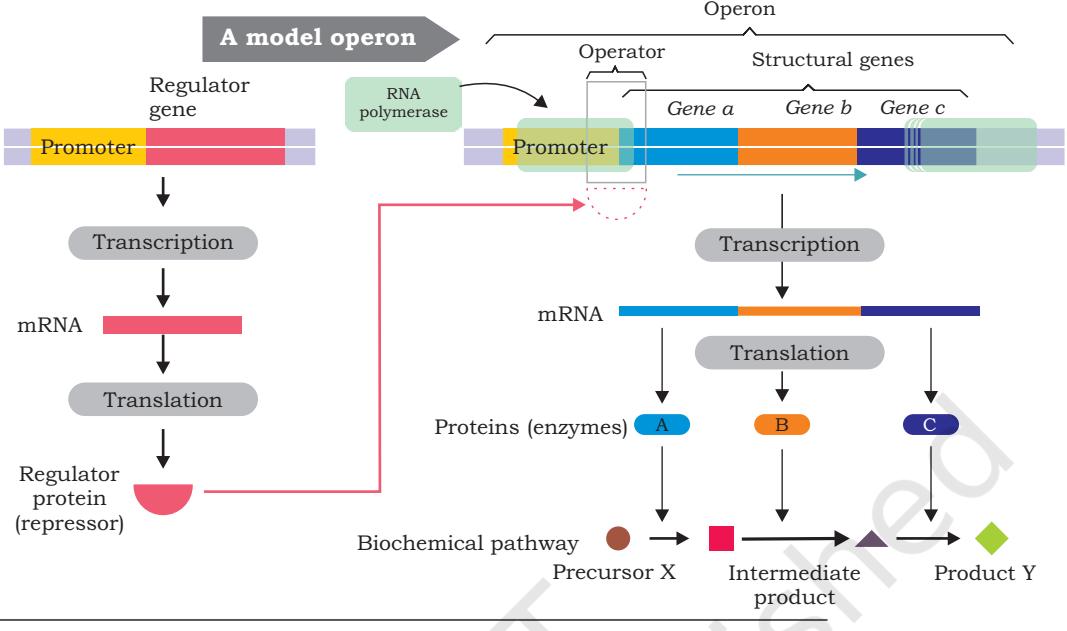 A model operon
Operon
Operator
Structural genes
Regulator
gene
RNA
polymerase
Gene a
Gene b
Gene c
Promoter
Promoter
Transcription
Transcription
mRNA
mRNA
Translation
Translation
Proteins (enzymes)
A
B
C
Regulator
protein
(repressor)
Biochemical pathway
Precursor X
Intermediate
product
Product Y